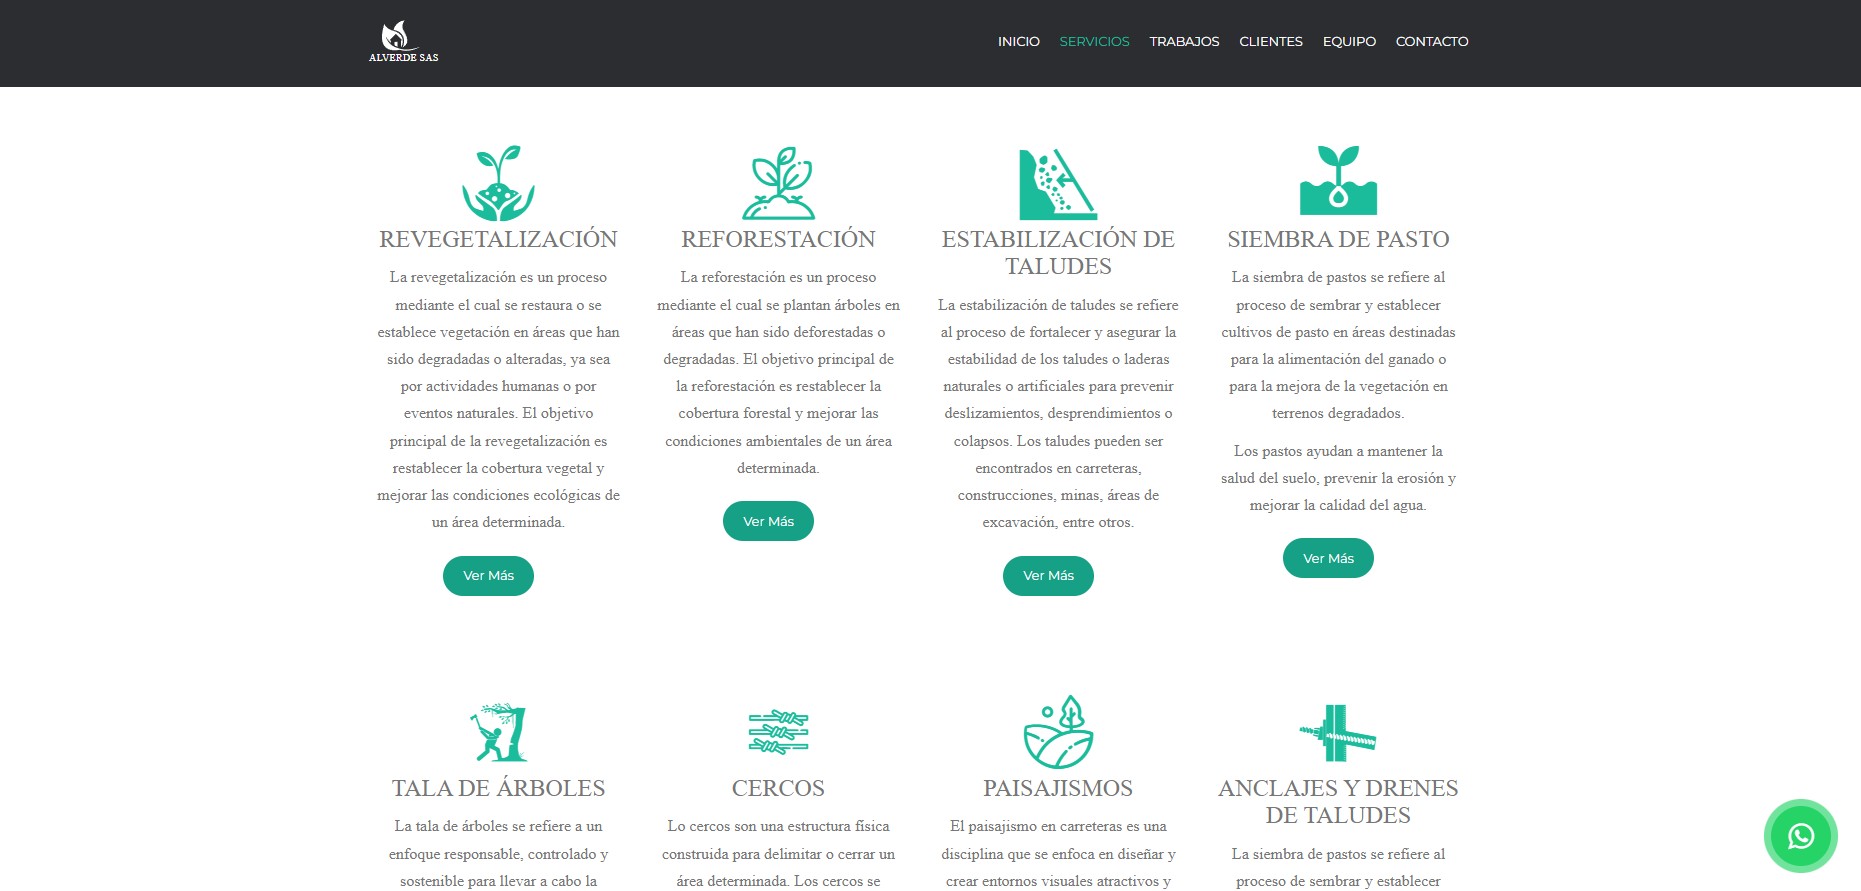 ALVERDE SAS
INICIO SERVICIOS TRABAJOS CLIENTES EQUIPO CONTACTO
REVEGETALIZACIÓN
La revegetalización es un proceso
mediante el cual se restaura o se
establece vegetación en áreas que han
sido degradadas o alteradas, ya sea
por actividades humanas o por
eventos naturales. El objetivo
principal de la revegetalización es
restablecer la cobertura vegetal y
mejorar las condiciones ecológicas de
un área determinada.
Ver Más
REFORESTACIÓN
La reforestación es un proceso
mediante el cual se plantan árboles en
áreas que han sido deforestadas o
degradadas. El objetivo principal de
la reforestación es restablecer la
cobertura forestal y mejorar las
condiciones ambientales de un área
determinada.
Ver Más
ESTABILIZACIÓN DE
TALUDES
La estabilización de taludes se refiere
al proceso de fortalecer y asegurar la
estabilidad de los taludes o laderas
naturales o artificiales para prevenir
deslizamientos, desprendimientos o
colapsos. Los taludes pueden ser
encontrados en carreteras,
construcciones, minas, áreas de
excavación, entre otros.
Ver Más
SIEMBRA DE PASTO
La siembra de pastos se refiere al
proceso de sembrar y establecer
cultivos de pasto en áreas destinadas
para la alimentación del ganado o
para la mejora de la vegetación en
terrenos degradados.
Los pastos ayudan a mantener la
salud del suelo, prevenir la erosión y
mejorar la calidad del agua.
Ver Más
TALA DE ÁRBOLES
La tala de árboles se refiere a un
enfoque responsable, controlado y
sostenible para llevar a cabo la
CERCOS
Lo cercos son una estructura física
construida para delimitar o cerrar un
área determinada. Los cercos se
PAISAJISMOS
El paisajismo en carreteras es una
disciplina que se enfoca en diseñar y
crear entornos visuales atractivos y
ANCLAJES Y DRENES
DE TALUDES
La siembra de pastos se refiere al
proceso de sembrar y establecer